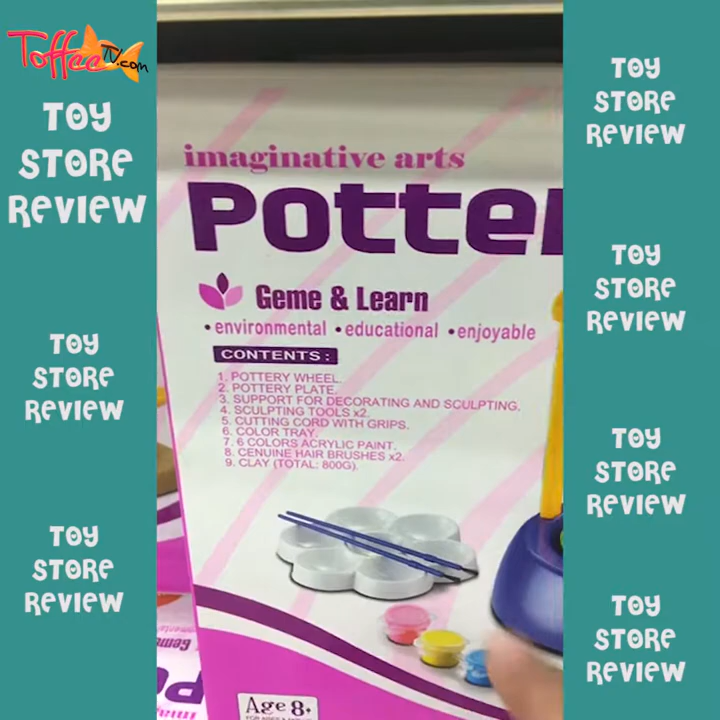 ToffeeTV.com
TOY
STORE
REVIEW
TOY
STORE
REVIEW
TOY
STORE
REVIEW
imaginative arts
Potte
Geme & Learn
•environmental •educational •enjoyable
CONTENTS:
1. POTTERY WHEEL.
2. POTTERY PLATE.
3. SUPPORT FOR DECORATING AND SCULPTING.
4. SCULPTING TOOLS x2.
5. CUTTING CORD WITH GRIPS.
6. COLOR TRAY.
7. 6 COLORS ACRYLIC PAINT.
8. CENUINE HAIR BRUSHES x2.
9. CLAY (TOTAL: 800G).
Age 8+
TOY
STORE
REVIEW
TOY
STORE
REVIEW
TOY
STORE
REVIEW
TOY
STORE
REVIEW